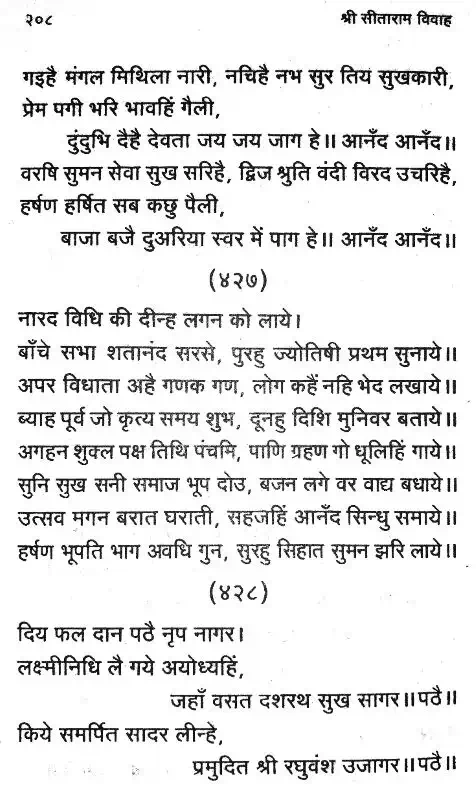 २०८ श्री सीताराम विवाह
गइहै मंगल मिथिला नारी, नचिहै नभ सुर तिय सुखकारी,
प्रेम पगी भरि भावहिं गैली,
दुंदुभि दैहै देवता जय जय जाग हे॥ आनँद आनँद॥
वरषि सुमन सेवा सुख सरिहै, द्विज श्रुति वंदी विरद उचरिहै,
हर्षण हर्षित सब कछु पैली,
बाजा बजै दुअरिया स्वर में पाग हे॥ आनँद आनँद॥
(४२७)
नारद विधि की दीन्ह लगन को लाये।
बाँचे सभा शतानंद सरसे, पुरहु ज्योतिषी प्रथम सुनाये॥
अपर विधाता अहै गणक गण, लोग कहैं नहि भेद लखाये॥
ब्याह पूर्व जो कृत्य समय शुभ, दूनहु दिशि मुनिवर बताये॥
अगहन शुक्ल पक्ष तिथि पंचमि, पाणि ग्रहण गो धूलिहिं गाये॥
सुनि सुख सनी समाज भूप दोउ, बजन लगे वर वाद्य बधाये॥
उत्सव मगन बरात घराती, सहजहिं आनँद सिन्धु समाये॥
हर्षण भूपति भाग अवधि गुन, सुरहु सिहात सुमन झरि लाये॥
(४२८)
दिय फल दान पठै नृप नागर।
लक्ष्मीनिधि लै गये अयोध्यहिं,
जहाँ वसत दशरथ सुख सागर॥पठै॥
किये समर्पित सादर लीन्हे,
प्रमुदित श्री रघुवंश उजागर॥पठै॥